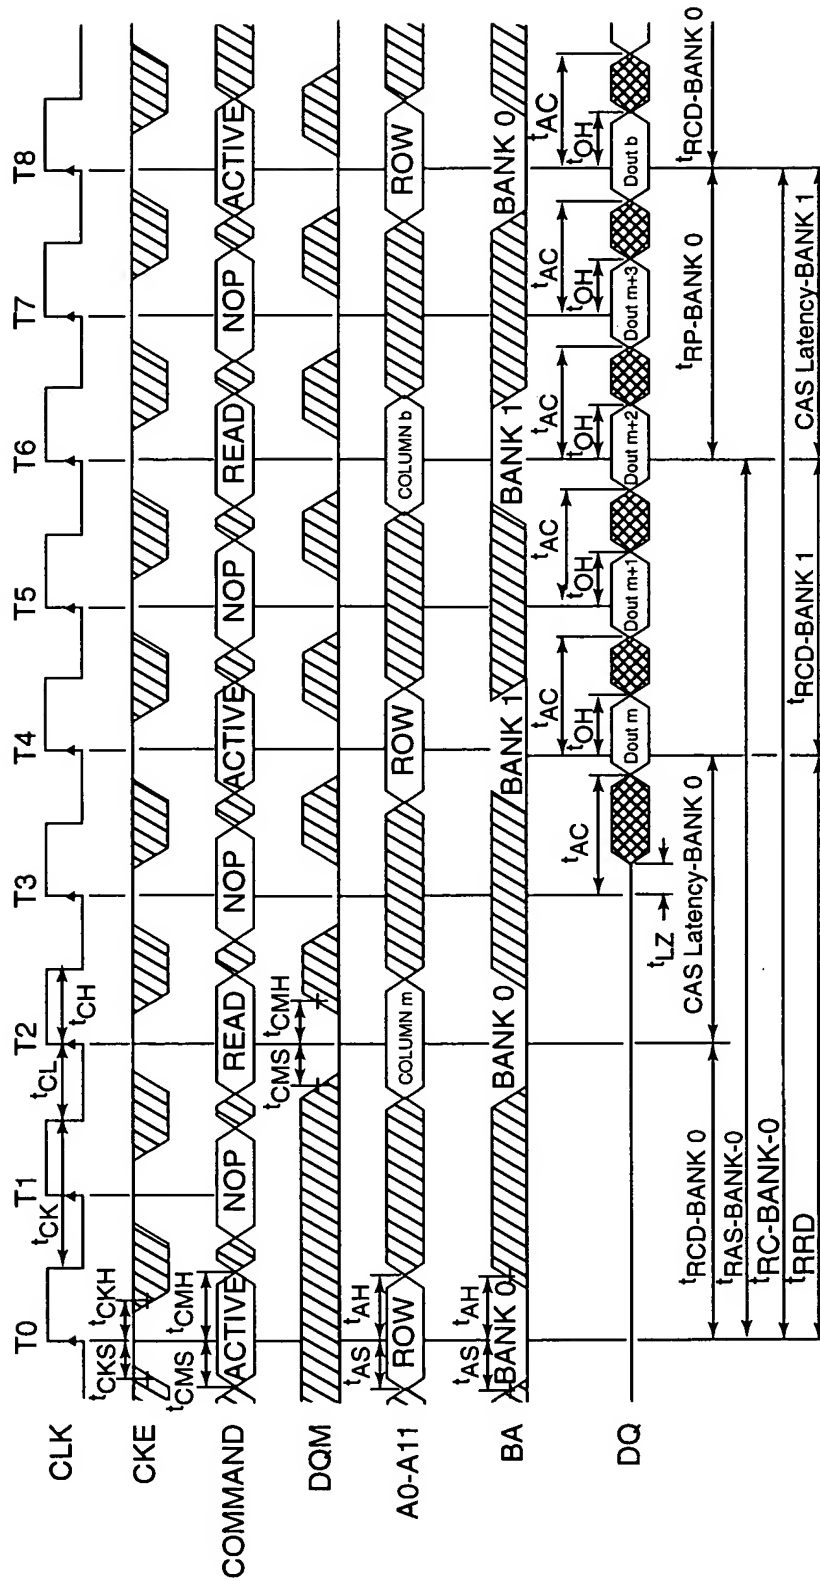 T0 T1 T2 T3 T4 T5 T6 T7 T8
CLK
tCK tCL tCH
CKE
tCKS tCKH
COMMAND
tCMS tCMH
ACTIVE NOP READ NOP ACTIVE NOP READ NOP ACTIVE
DQM
tCMS tCMH
A0-A11
ROW COLUMN m ROW COLUMN b ROW
tAS tAH
BA
BANK 0 BANK 0 BANK 1 BANK 1 BANK 0
tAS tAH
DQ
tAC tAC tAC tAC tAC tAC
tOH tOH tOH tOH tOH
Dout m Dout m+1 Dout m+2 Dout m+3 Dout b
tLZ
tRCD-BANK 0 CAS Latency-BANK 0 tRP-BANK 0 tRCD-BANK 0
tRAS-BANK-0
tRC-BANK-0
tRRD tRCD-BANK 1 CAS Latency-BANK 1